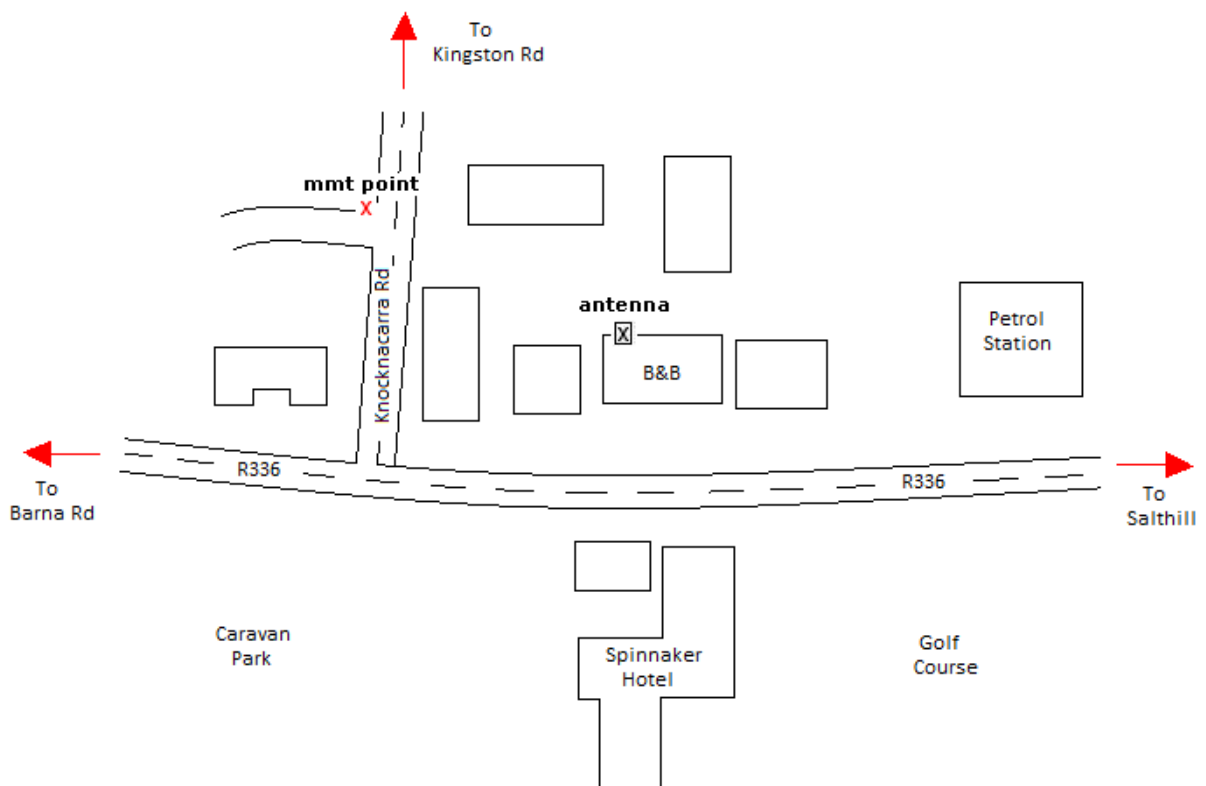 To
Kingston Rd
mmt point
X
Knocknacarra Rd
antenna
X
B&B
Petrol
Station
R336
R336
To
Barna Rd
To
Salthill
Caravan
Park
Spinnaker
Hotel
Golf
Course